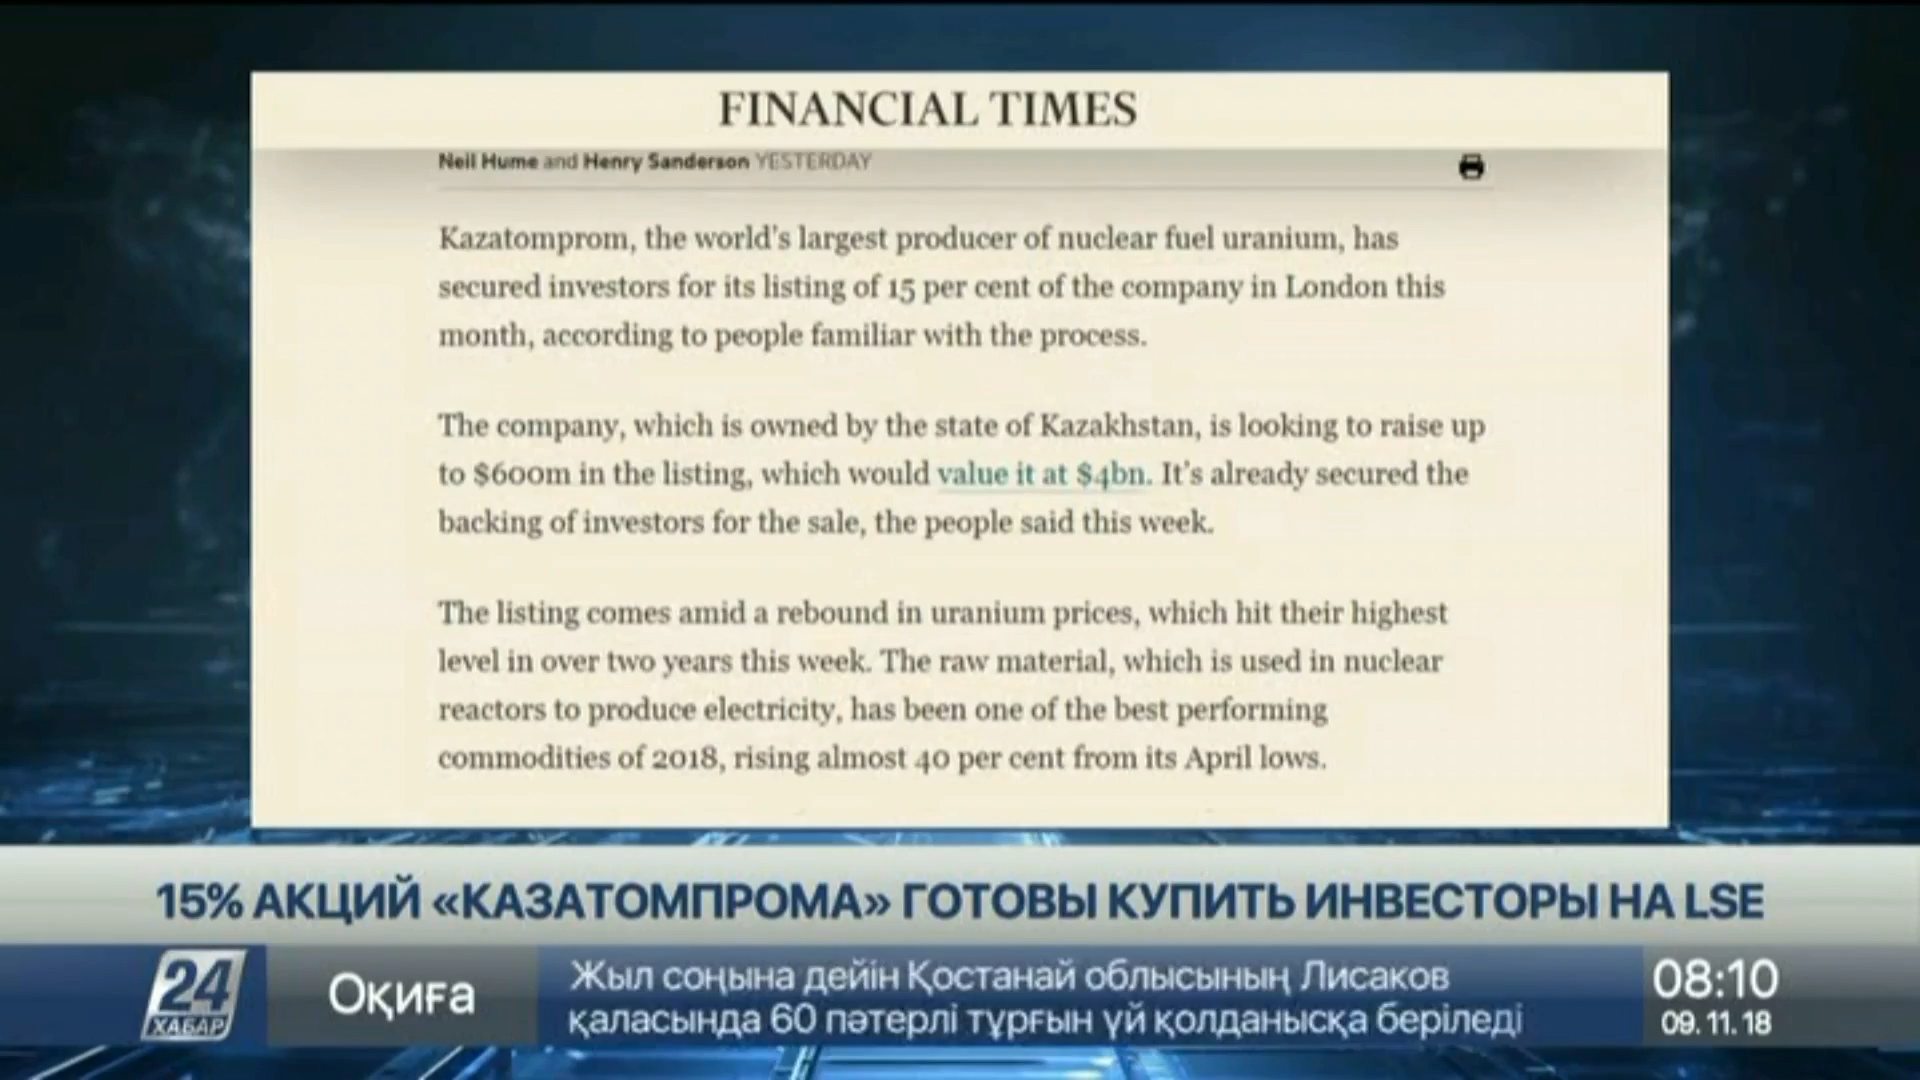 FINANCIAL TIMES
Neil Hume and Henry Sanderson YESTERDAY
Kazatomprom, the world's largest producer of nuclear fuel uranium, has
secured investors for its listing of 15 per cent of the company in London this
month, according to people familiar with the process.
The company, which is owned by the state of Kazakhstan, is looking to raise up
to $600m in the listing, which would value it at $4bn. It's already secured the
backing of investors for the sale, the people said this week.
The listing comes amid a rebound in uranium prices, which hit their highest
level in over two years this week. The raw material, which is used in nuclear
reactors to produce electricity, has been one of the best performing
commodities of 2018, rising almost 40 per cent from its April lows.
15% АКЦИЙ «КАЗАТОМПРОМА» ГОТОВЫ КУПИТЬ ИНВЕСТОРЫ НА LSE
24
ХАБАР
Оқиға
Жыл соңына дейін Қостанай облысының Лисаков
қаласында 60 пәтерлі тұрғын үй қолданысқа беріледі
08:10
09.11.18